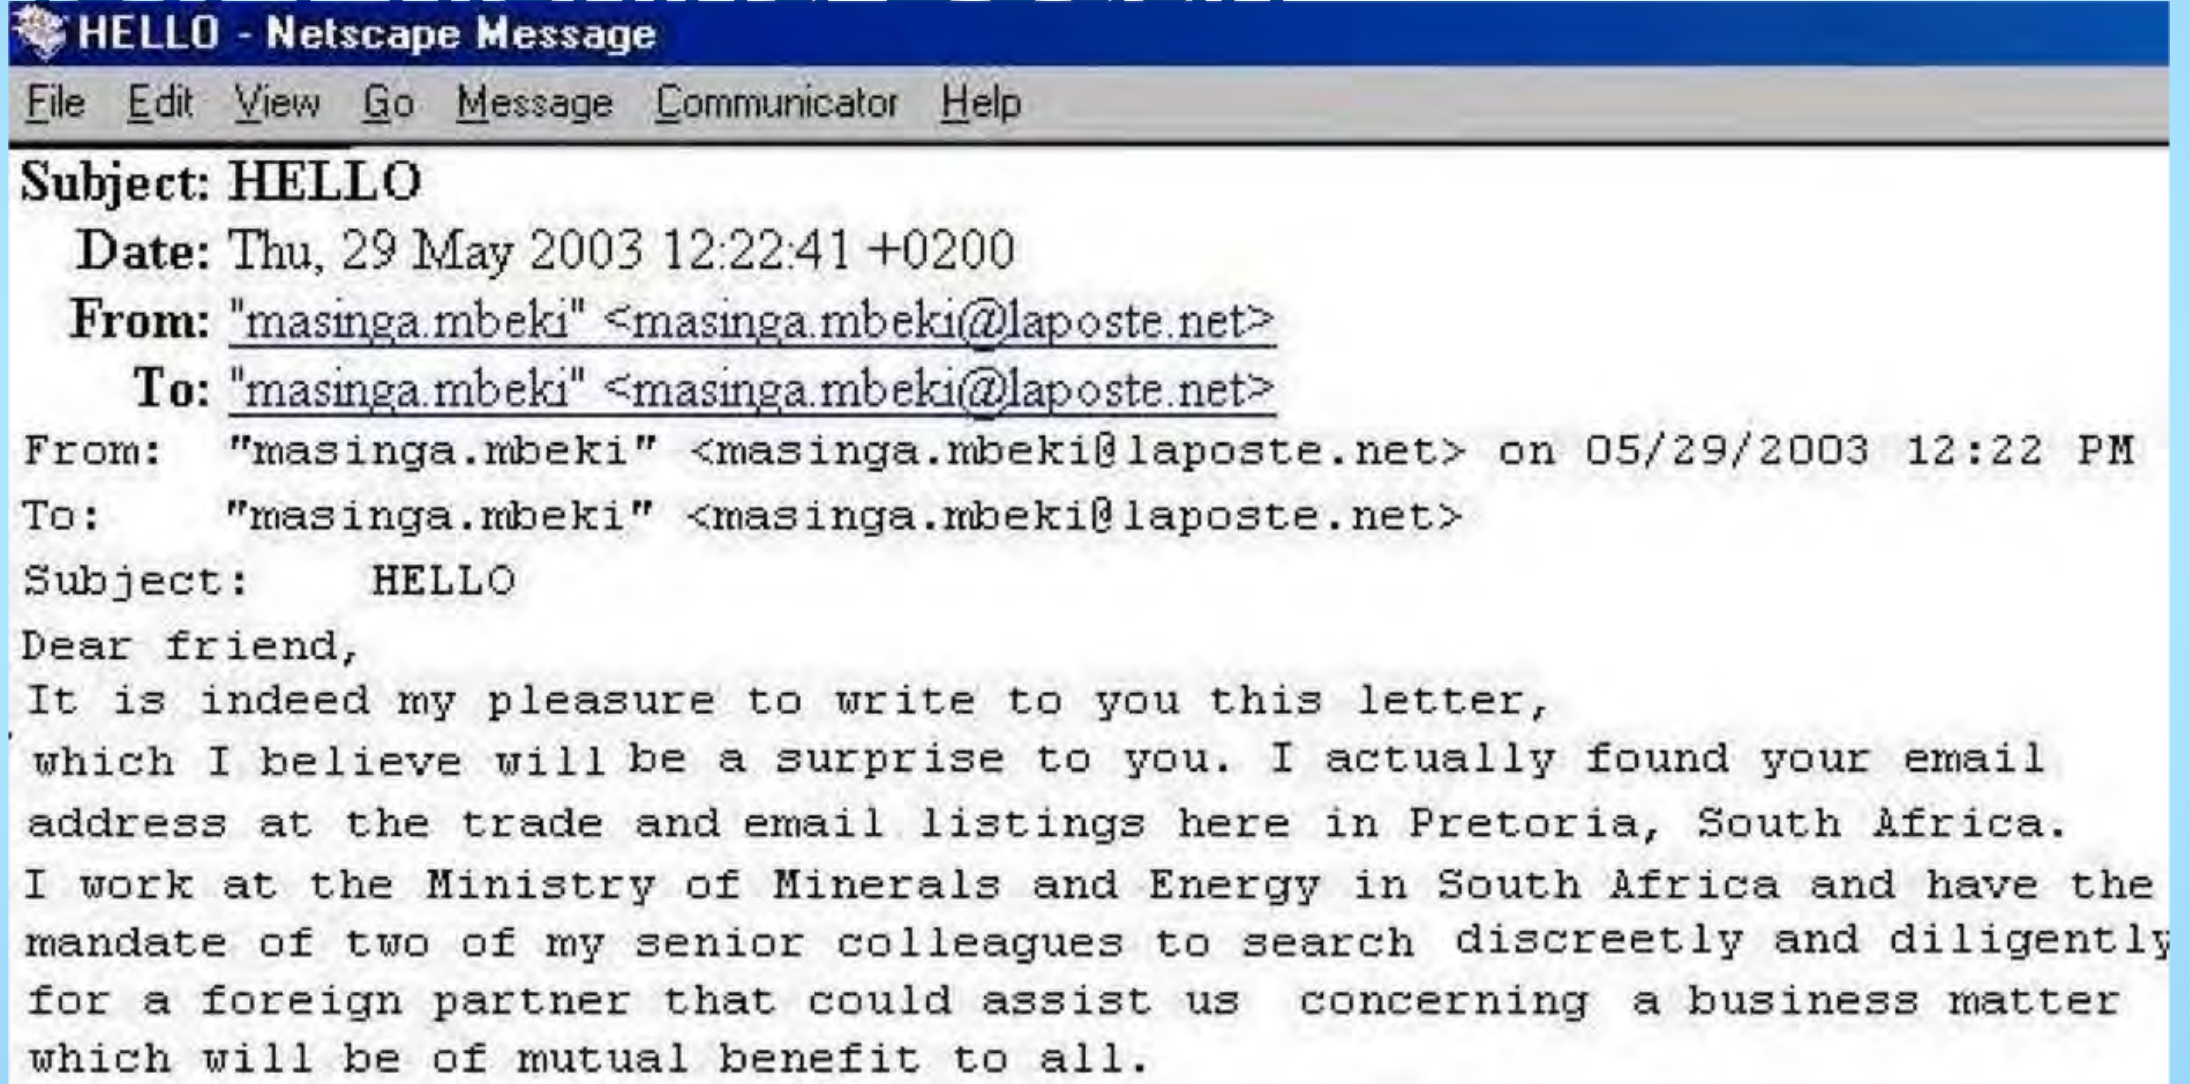 HELLO - Netscape Message
File Edit View Go Message Communicator Help
Subject: HELLO
Date: Thu, 29 May 2003 12:22:41 +0200
From: "masinga.mbeki" <masinga.mbeki@laposte.net>
To: "masinga.mbeki" <masinga.mbeki@laposte.net>
From: "masinga.mbeki" <masinga.mbeki@laposte.net> on 05/29/2003 12:22 PM
To: "masinga.mbeki" <masinga.mbeki@laposte.net>
Subject: HELLO
Dear friend,
It is indeed my pleasure to write to you this letter,
which I believe will be a surprise to you. I actually found your email
address at the trade and email listings here in Pretoria, South Africa.
I work at the Ministry of Minerals and Energy in South Africa and have the
mandate of two of my senior colleagues to search discreetly and diligently
for a foreign partner that could assist us concerning a business matter
which will be of mutual benefit to all.